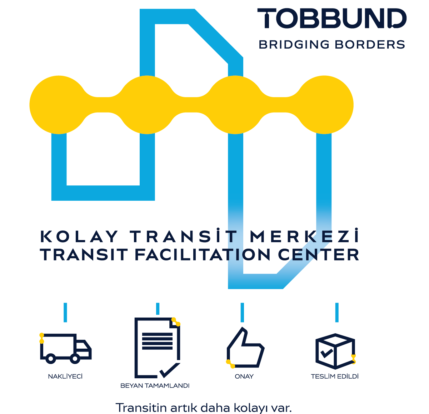 TOBBUND
BRIDGING BORDERS
KOLAY TRANSİT MERKEZİ
TRANSIT FACILITATION CENTER
NAKLİYECİ
BEYAN TAMAMLANDI
ONAY
TESLİM EDİLDİ
Transitin artık daha kolayı var.